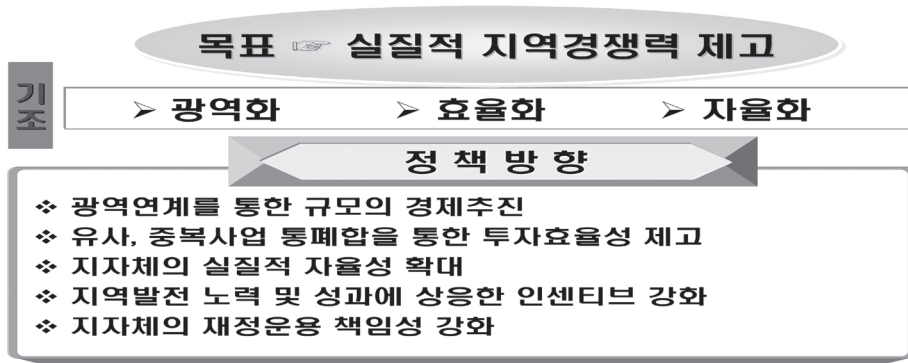 목표 ☞ 실질적 지역경쟁력 제고
기조
➢ 광역화 ➢ 효율화 ➢ 자율화
정 책 방 향
❖ 광역연계를 통한 규모의 경제추진
❖ 유사, 중복사업 통폐합을 통한 투자효율성 제고
❖ 지자체의 실질적 자율성 확대
❖ 지역발전 노력 및 성과에 상응한 인센티브 강화
❖ 지자체의 재정운용 책임성 강화